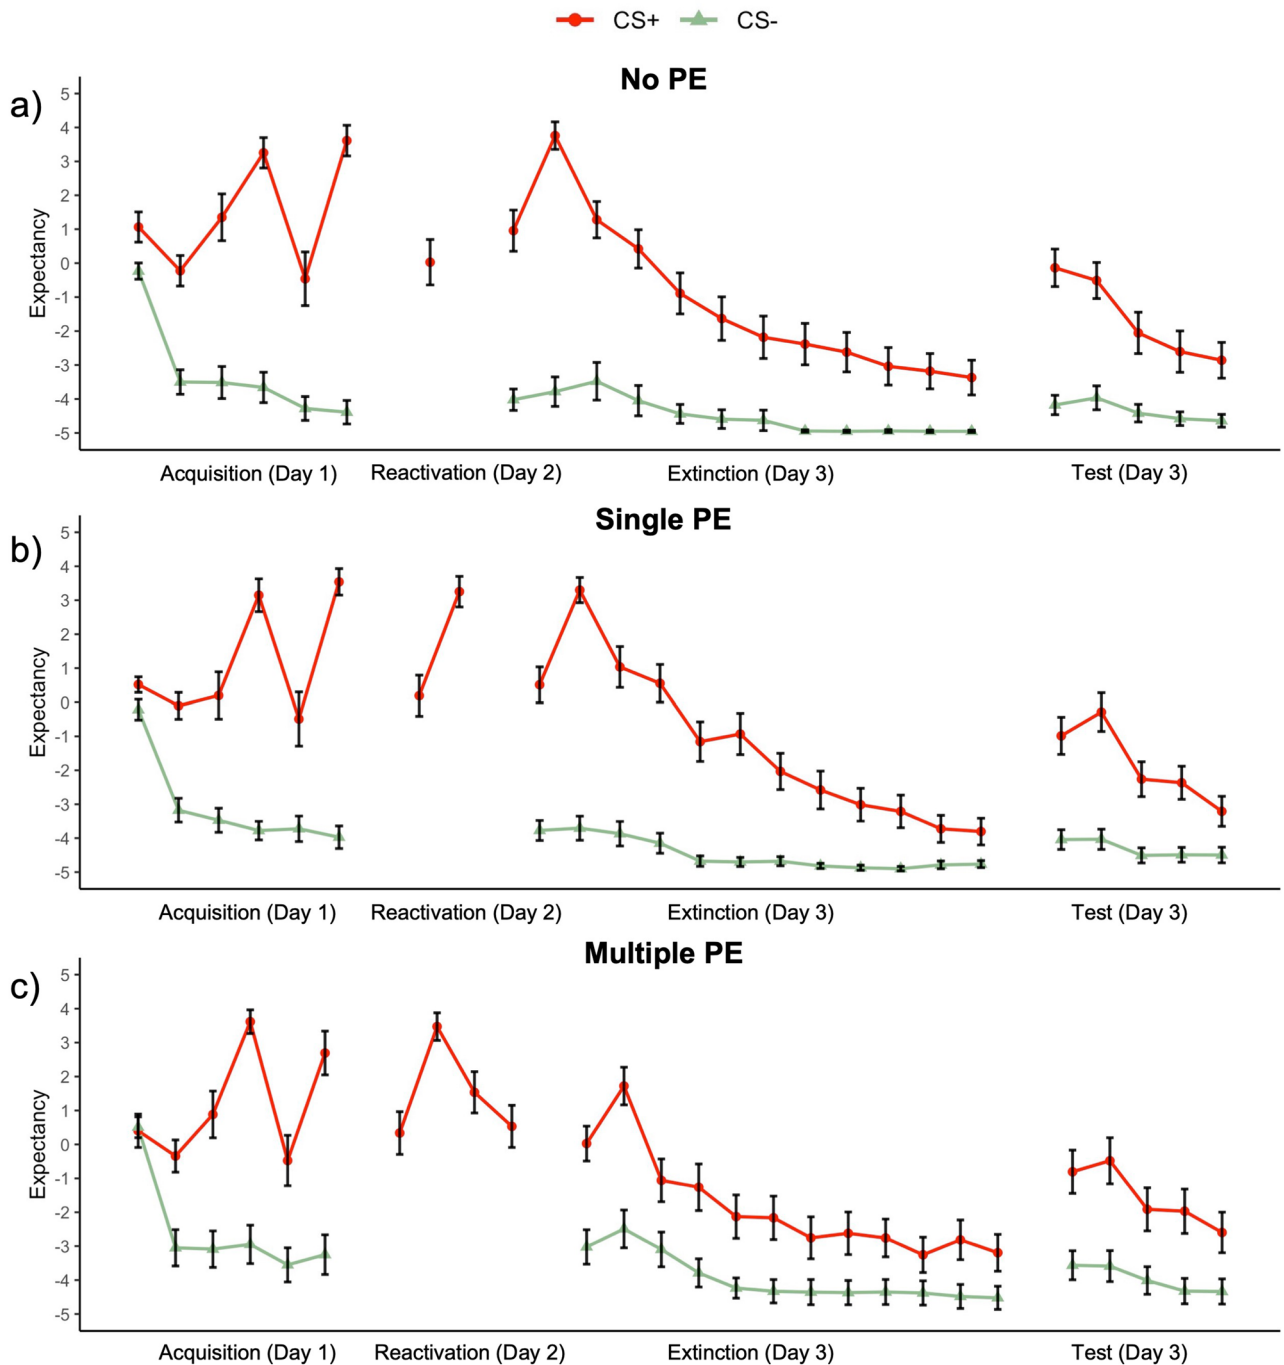 CS+ CS-
a)
No PE
Expectancy
5
4
3
2
1
0
-1
-2
-3
-4
-5
Acquisition (Day 1) Reactivation (Day 2) Extinction (Day 3) Test (Day 3)
b)
Single PE
Expectancy
5
4
3
2
1
0
-1
-2
-3
-4
-5
Acquisition (Day 1) Reactivation (Day 2) Extinction (Day 3) Test (Day 3)
c)
Multiple PE
Expectancy
5
4
3
2
1
0
-1
-2
-3
-4
-5
Acquisition (Day 1) Reactivation (Day 2) Extinction (Day 3) Test (Day 3)